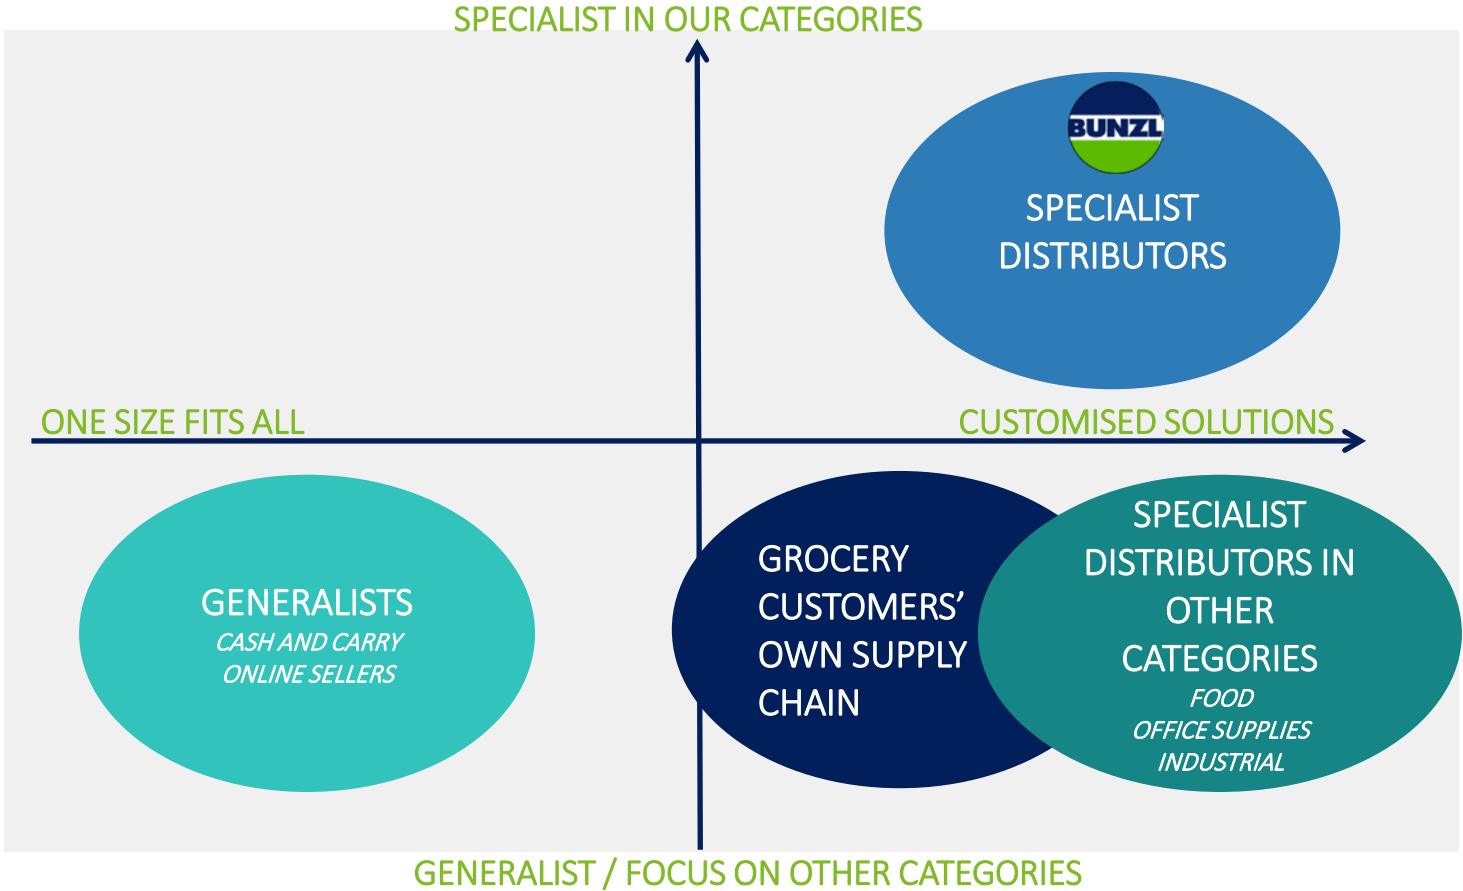 SPECIALIST IN OUR CATEGORIES
BUNZL
SPECIALIST
DISTRIBUTORS
ONE SIZE FITS ALL
CUSTOMISED SOLUTIONS
GENERALISTS
CASH AND CARRY
ONLINE SELLERS
GROCERY
CUSTOMERS’
OWN SUPPLY
CHAIN
SPECIALIST
DISTRIBUTORS IN
OTHER
CATEGORIES
FOOD
OFFICE SUPPLIES
INDUSTRIAL
GENERALIST / FOCUS ON OTHER CATEGORIES